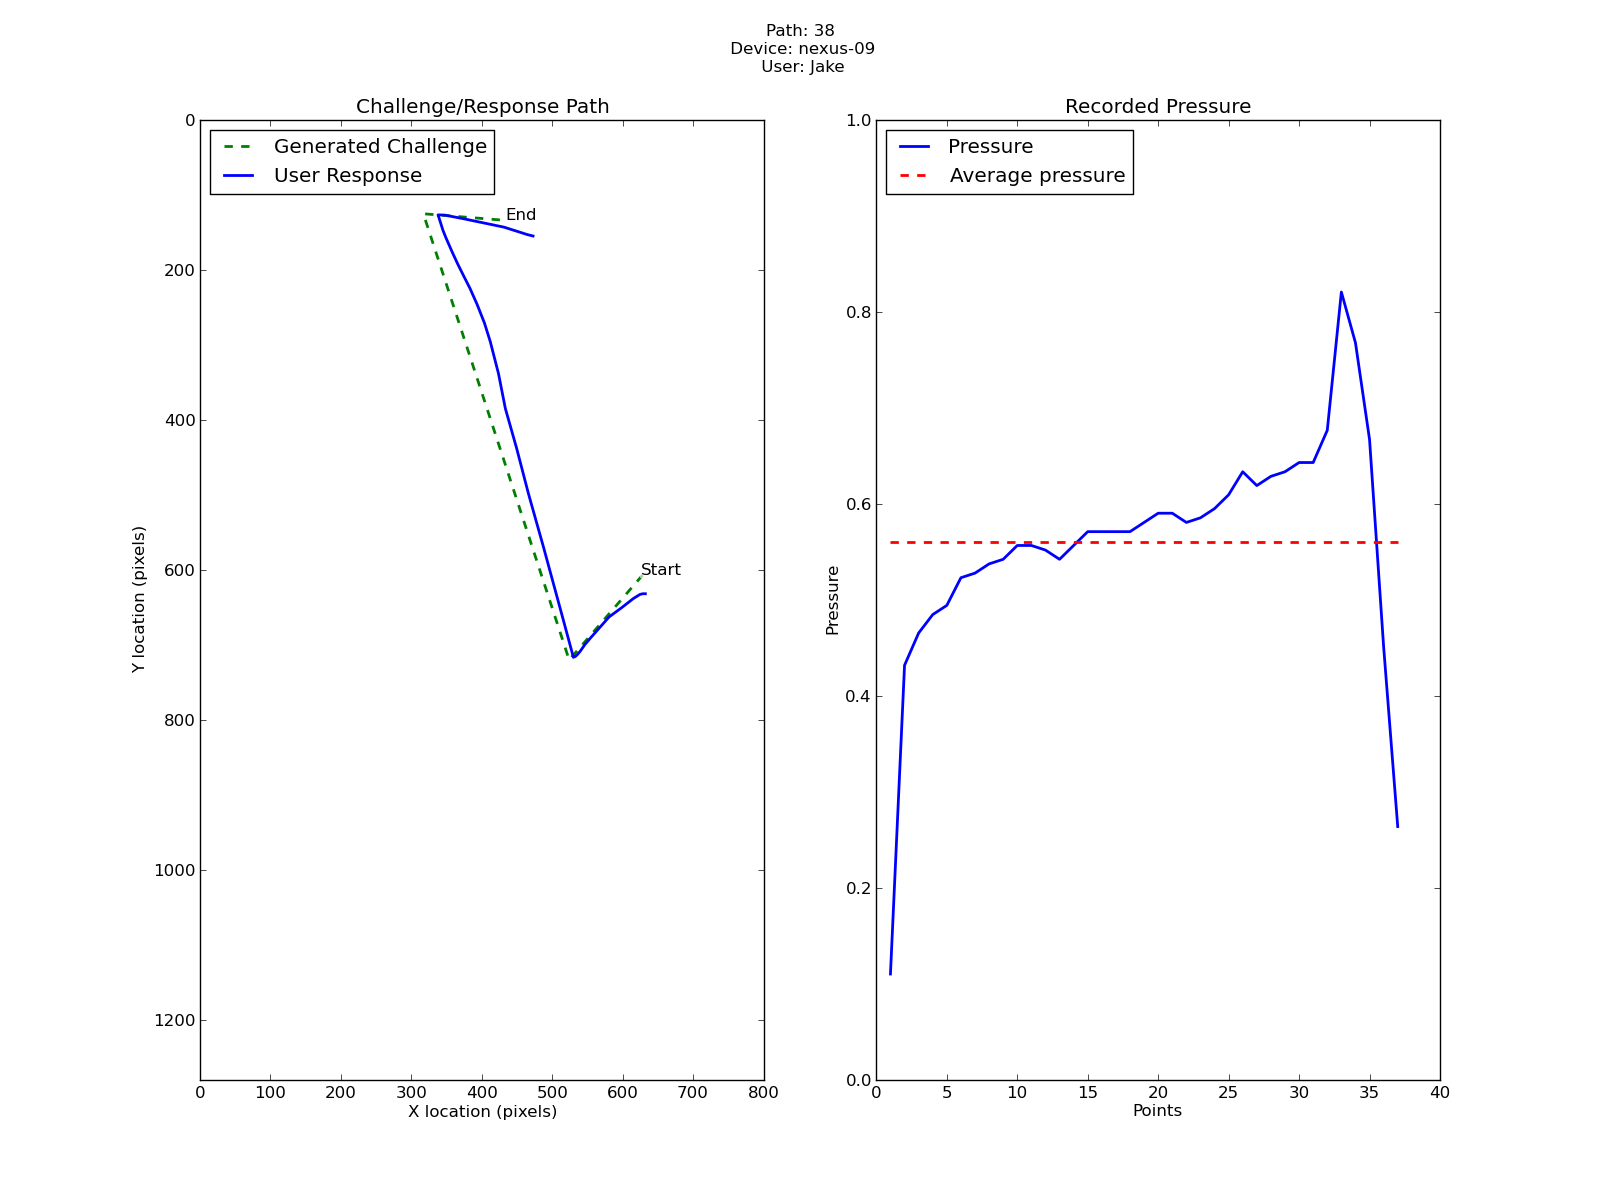 Path: 38
Device: nexus-09
User: Jake
Challenge/Response Path
Generated Challenge
User Response
End
Start
0
200
400
600
800
1000
1200
Y location (pixels)
0 100 200 300 400 500 600 700 800
X location (pixels)
Recorded Pressure
Pressure
Average pressure
1.0
0.8
0.6
0.4
0.2
0.0
Pressure
0 5 10 15 20 25 30 35 40
Points